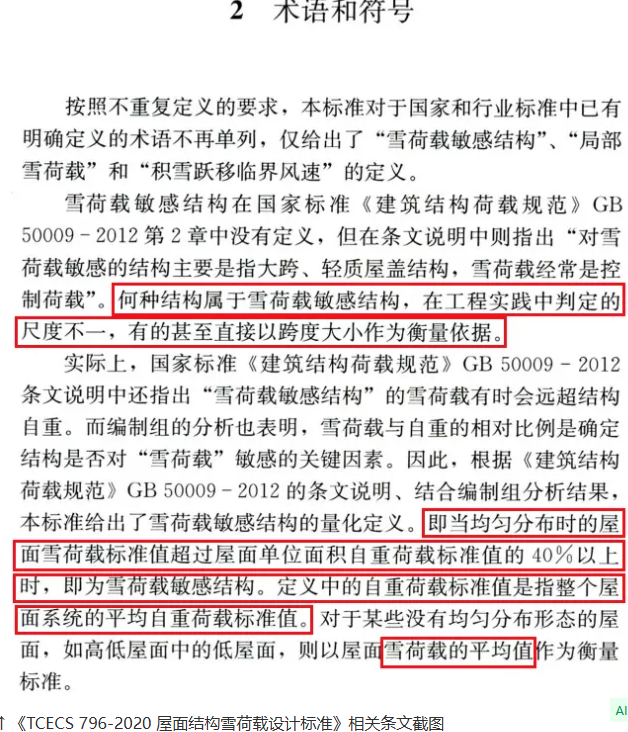 2 术语和符号
按照不重复定义的要求，本标准对于国家和行业标准中已有
明确定义的术语不再单列，仅给出了“雪荷载敏感结构”、“局部
雪荷载”和“积雪跃移临界风速”的定义。
雪荷载敏感结构在国家标准《建筑结构荷载规范》GB
50009-2012 第 2 章中没有定义，但在条文说明中则指出“对雪
荷载敏感的结构主要是指大跨、轻质屋盖结构，雪荷载经常是控
制荷载”。何种结构属于雪荷载敏感结构，在工程实践中判定的
尺度不一，有的甚至直接以跨度大小作为衡量依据。
实际上，国家标准《建筑结构荷载规范》GB 50009-2012
条文说明中还指出“雪荷载敏感结构”的雪荷载有时会远超结构
自重。而编制组的分析也表明，雪荷载与自重的相对比例是确定
结构是否对“雪荷载”敏感的关键因素。因此，根据《建筑结构
荷载规范》GB 50009-2012 的条文说明、结合编制组分析结果，
本标准给出了雪荷载敏感结构的量化定义。即当均匀分布时的屋
面雪荷载标准值超过屋面单位面积自重荷载标准值的 40%以上
时，即为雪荷载敏感结构。定义中的自重荷载标准值是指整个屋
面系统的平均自重荷载标准值。对于某些没有均匀分布形态的屋
面，如高低屋面中的低屋面，则以屋面雪荷载的平均值作为衡量
标准。
AI
↑《TCECS 796-2020 屋面结构雪荷载设计标准》相关条文截图